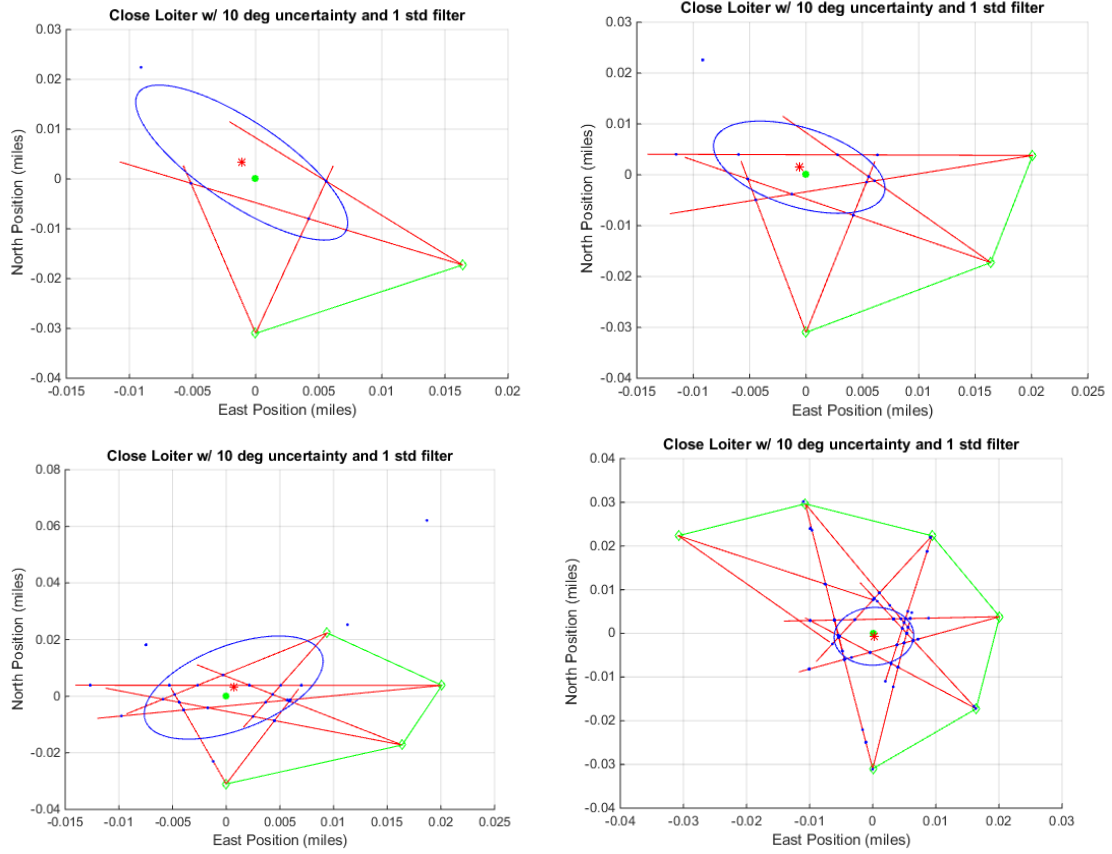 Close Loiter w/ 10 deg uncertainty and 1 std filter
0.03
0.02
0.01
0
-0.01
-0.02
-0.03
-0.04
North Position (miles)
-0.015 -0.01 -0.005 0 0.005 0.01 0.015 0.02
East Position (miles)
Close Loiter w/ 10 deg uncertainty and 1 std filter
0.03
0.02
0.01
0
-0.01
-0.02
-0.03
-0.04
North Position (miles)
-0.015 -0.01 -0.005 0 0.005 0.01 0.015 0.02 0.025
East Position (miles)
Close Loiter w/ 10 deg uncertainty and 1 std filter
0.08
0.06
0.04
0.02
0
-0.02
-0.04
North Position (miles)
-0.015 -0.01 -0.005 0 0.005 0.01 0.015 0.02 0.025
East Position (miles)
Close Loiter w/ 10 deg uncertainty and 1 std filter
0.04
0.03
0.02
0.01
0
-0.01
-0.02
-0.03
-0.04
North Position (miles)
-0.04 -0.03 -0.02 -0.01 0 0.01 0.02 0.03
East Position (miles)